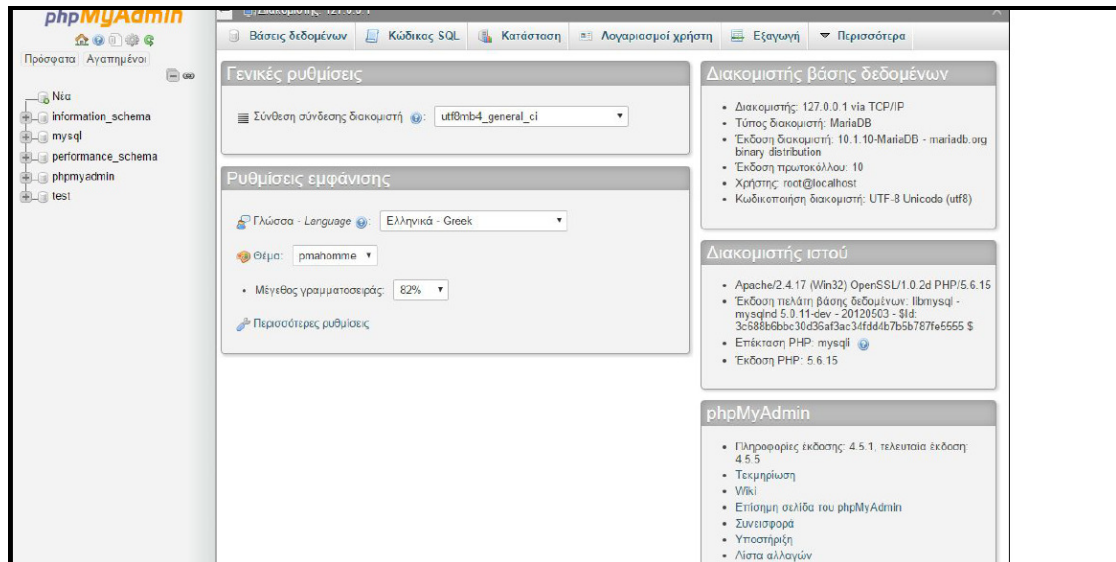 phpMyAdmin
Πρόσφατα Αγαπημένοι
Νέα
information_schema
mysql
performance_schema
phpmyadmin
test
Διακομιστής: 127.0.0.1
Βάσεις δεδομένων Κώδικας SQL Κατάσταση Λογαριασμοί χρήστη Εξαγωγή Περισσότερα
Γενικές ρυθμίσεις
Σύνθεση σύνδεσης διακομιστή : utf8mb4_general_ci
Ρυθμίσεις εμφάνισης
Γλώσσα - Language : Ελληνικά - Greek
Θέμα: pmahomme
• Μέγεθος γραμματοσειράς: 82%
Περισσότερες ρυθμίσεις
Διακομιστής βάσης δεδομένων
• Διακομιστής: 127.0.0.1 via TCP/IP
• Τύπος διακομιστή: MariaDB
• Έκδοση διακομιστή: 10.1.10-MariaDB - mariadb.org
binary distribution
• Έκδοση πρωτοκόλλου: 10
• Χρήστης: root@localhost
• Κωδικοποίηση διακομιστή: UTF-8 Unicode (utf8)
Διακομιστής ιστού
• Apache/2.4.17 (Win32) OpenSSL/1.0.2d PHP/5.6.15
• Έκδοση πελάτη βάσης δεδομένων: libmysql -
mysqlnd 5.0.11-dev - 20120503 - $Id:
3c688b6bbc30d36af3ac34fdd4b7b5b787fe5555 $
• Επέκταση PHP: mysqli
• Έκδοση PHP: 5.6.15
phpMyAdmin
• Πληροφορίες έκδοσης: 4.5.1, τελευταία έκδοση:
4.5.5
• Τεκμηρίωση
• Wiki
• Επίσημη σελίδα του phpMyAdmin
• Συνεισφορά
• Υποστήριξη
• Λίστα αλλαγών